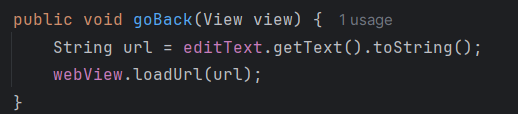 public void goBack(View view) { 1 usage
    String url = editText.getText().toString();
    webView.loadUrl(url);
}